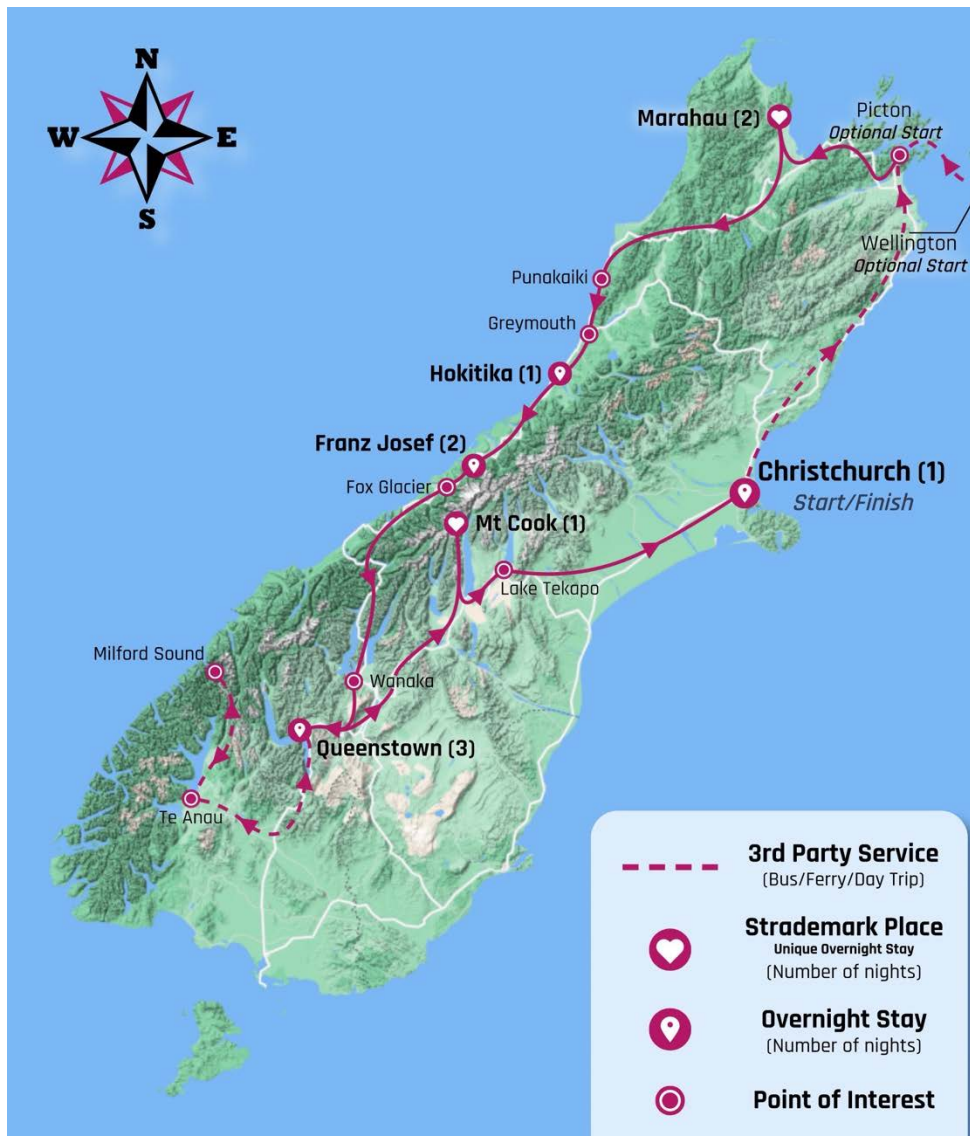 N
W
E
S
Marahau (2)
Picton
Optional Start
Wellington
Optional Start
Punakaiki
Greymouth
Hokitika (1)
Franz Josef (2)
Fox Glacier
Christchurch (1)
Start/Finish
Mt Cook (1)
Lake Tekapo
Milford Sound
Wanaka
Queenstown (3)
Te Anau
3rd Party Service
(Bus/Ferry/Day Trip)
Strademark Place
Unique Overnight Stay
(Number of nights)
Overnight Stay
(Number of nights)
Point of Interest